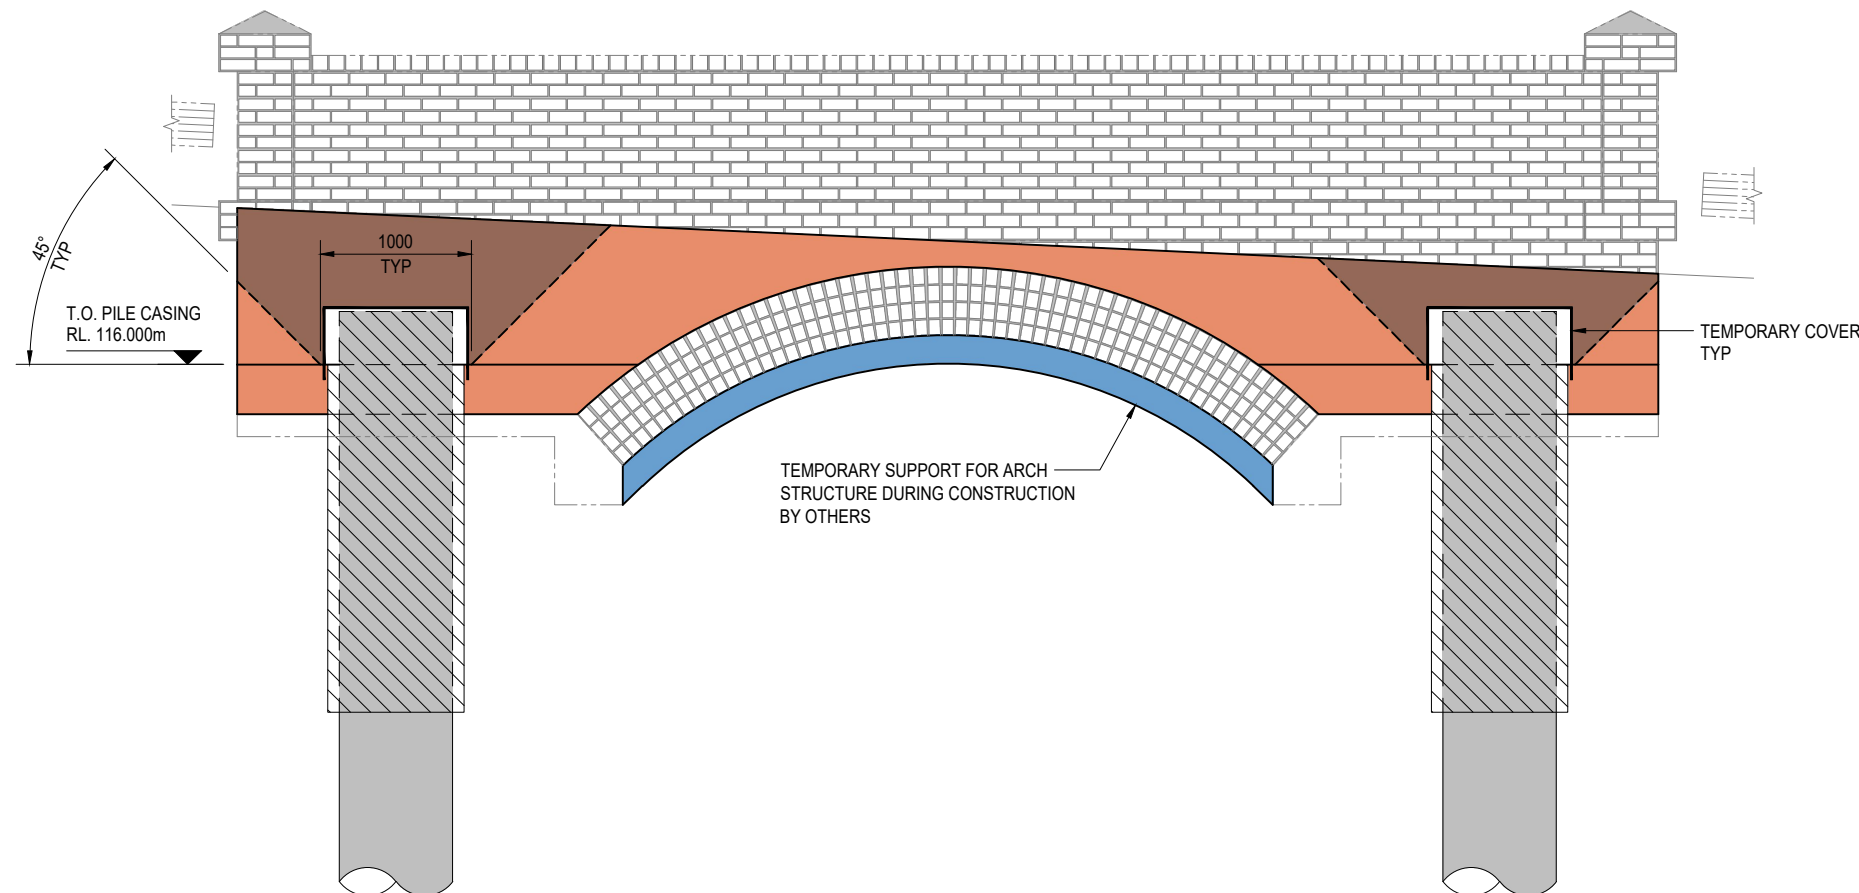 45°
TYP
1000
TYP
T.O. PILE CASING
RL. 116.000m
TEMPORARY COVER
TYP
TEMPORARY SUPPORT FOR ARCH
STRUCTURE DURING CONSTRUCTION
BY OTHERS